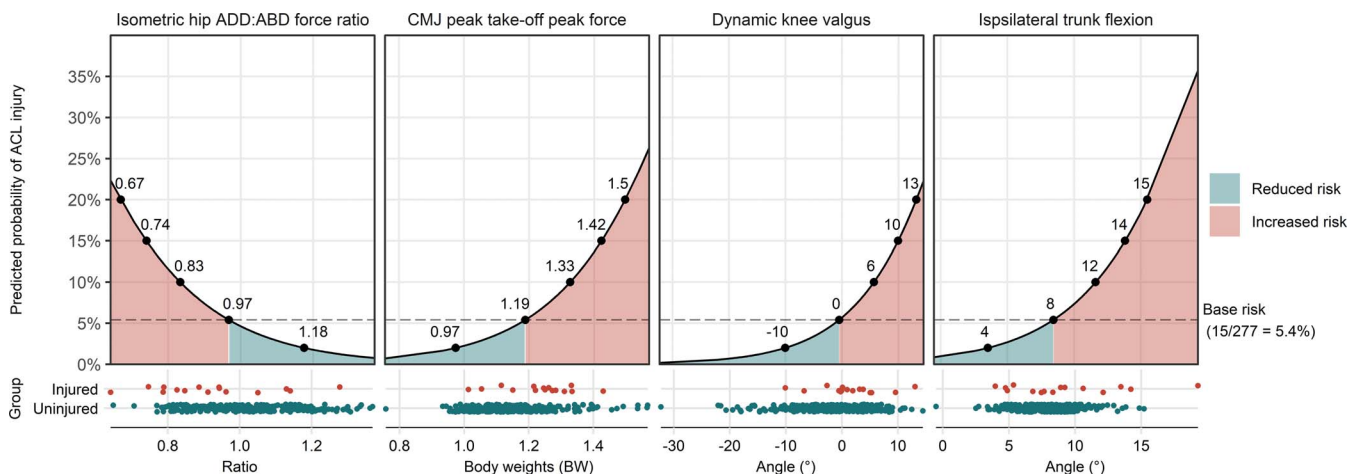 Isometric hip ADD:ABD force ratio
CMJ peak take-off peak force
Dynamic knee valgus
Ispsilateral trunk flexion
Predicted probability of ACL injury
35%
30%
25%
20%
15%
10%
5%
0%
0.67
0.74
0.83
0.97
1.18
1.5
1.42
1.33
1.19
0.97
13
10
6
0
-10
15
14
12
8
4
Reduced risk
Increased risk
Base risk
(15/277 = 5.4%)
Group
Injured
Uninjured
0.8 1.0 1.2
Ratio
0.8 1.0 1.2 1.4
Body weights (BW)
-30 -20 -10 0 10
Angle (°)
0 5 10 15
Angle (°)